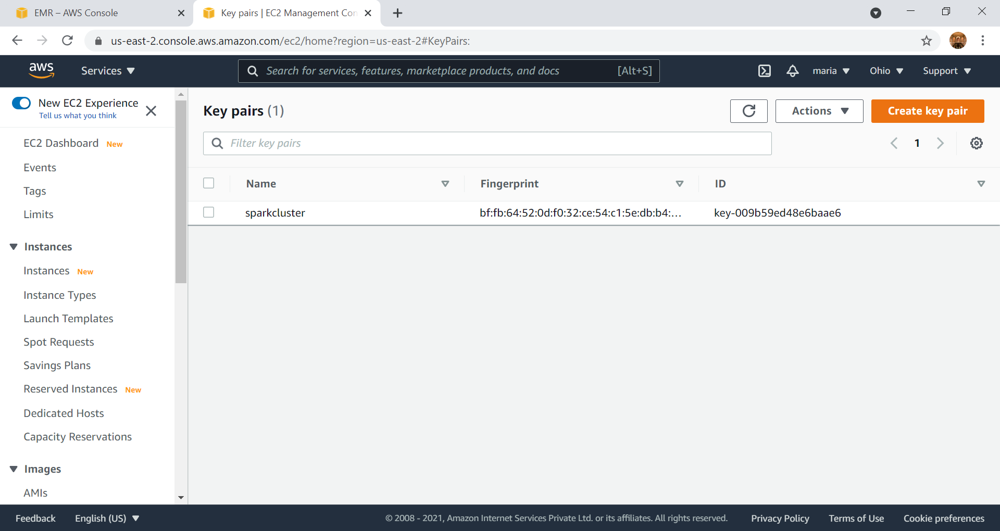 EMR – AWS Console
Key pairs | EC2 Management Con
us-east-2.console.aws.amazon.com/ec2/home?region=us-east-2#KeyPairs:
aws
Services
Search for services, features, marketplace products, and docs [Alt+S]
maria
Ohio
Support
New EC2 Experience
Tell us what you think
EC2 Dashboard New
Events
Tags
Limits
Instances
Instances New
Instance Types
Launch Templates
Spot Requests
Savings Plans
Reserved Instances New
Dedicated Hosts
Capacity Reservations
Images
AMIs
Key pairs (1)
Actions
Create key pair
Filter key pairs
1
Name Fingerprint ID
sparkcluster bf:fb:64:52:0d:f0:32:ce:54:c1:5e:db:b4:... key-009b59ed48e6baae6
Feedback English (US) © 2008 - 2021, Amazon Internet Services Private Ltd. or its affiliates. All rights reserved. Privacy Policy Terms of Use Cookie preferences